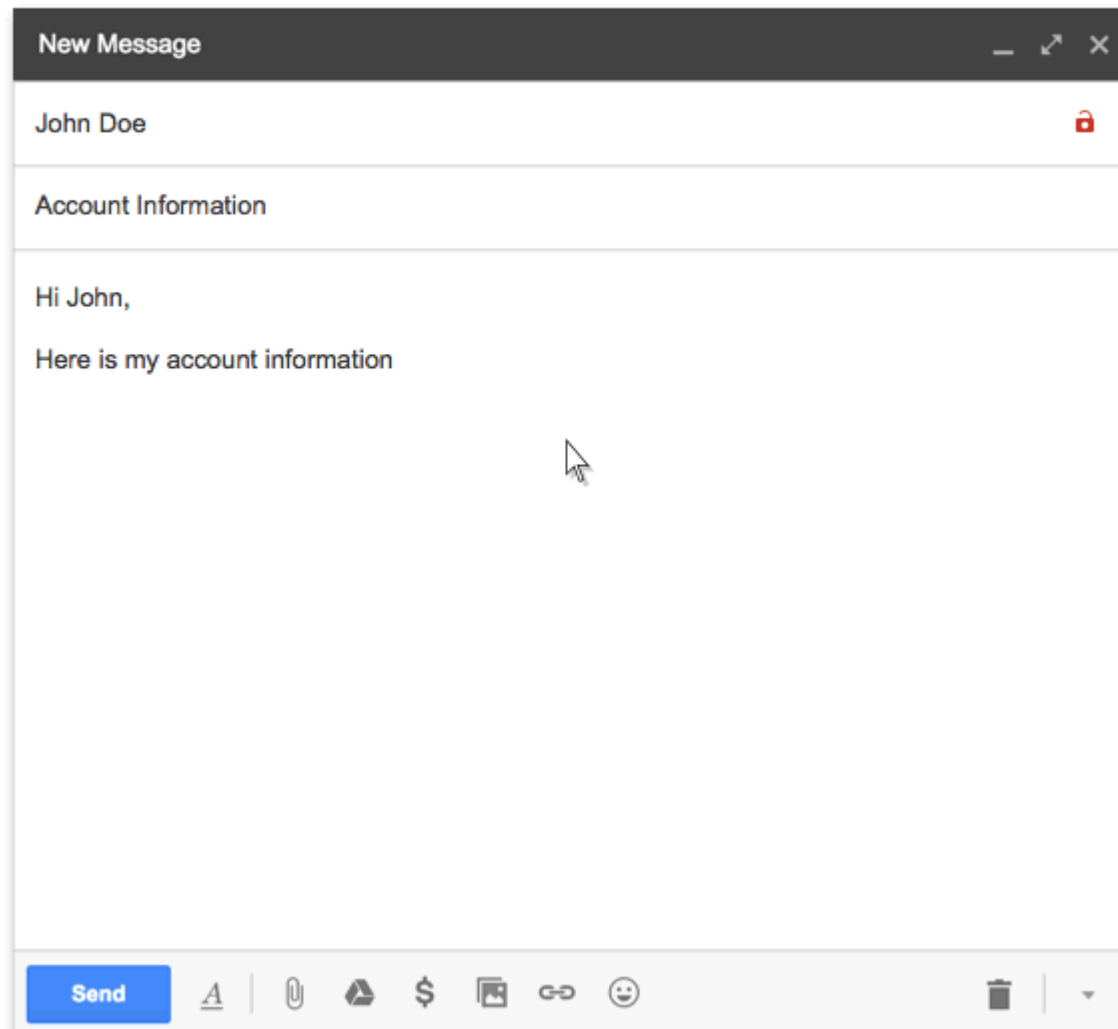 New Message
John Doe
Account Information
Hi John,
Here is my account information
Send A